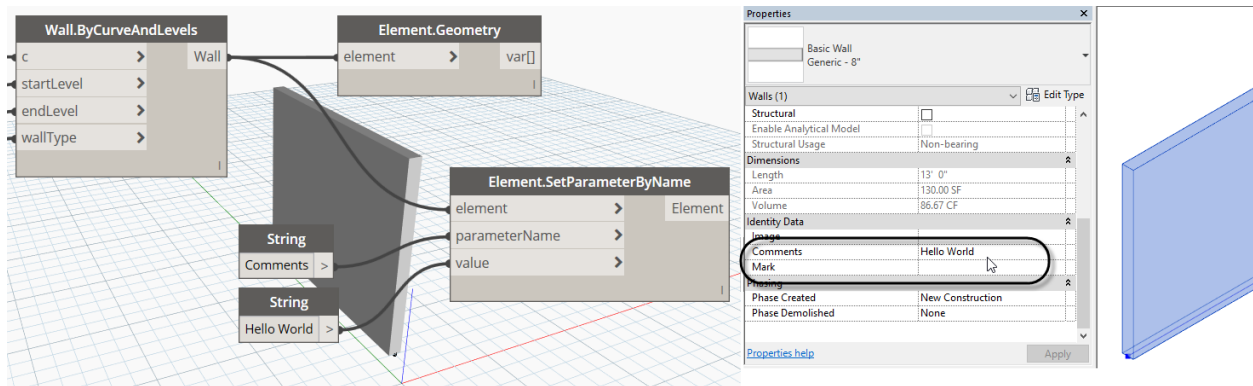 Wall.ByCurveAndLevels
c > Wall
startLevel >
endLevel >
wallType >
l
Element.Geometry
element > var[]
l
Element.SetParameterByName
element > Element
parameterName >
value >
l
String
Comments >
String
Hello World >
Properties
Basic Wall
Generic - 8"
Walls (1) Edit Type
Structural
Enable Analytical Model
Structural Usage Non-bearing
Dimensions
Length 13' 0"
Area 130.00 SF
Volume 86.67 CF
Identity Data
Image
Comments Hello World
Mark
Phasing
Phase Created New Construction
Phase Demolished None
Properties help Apply